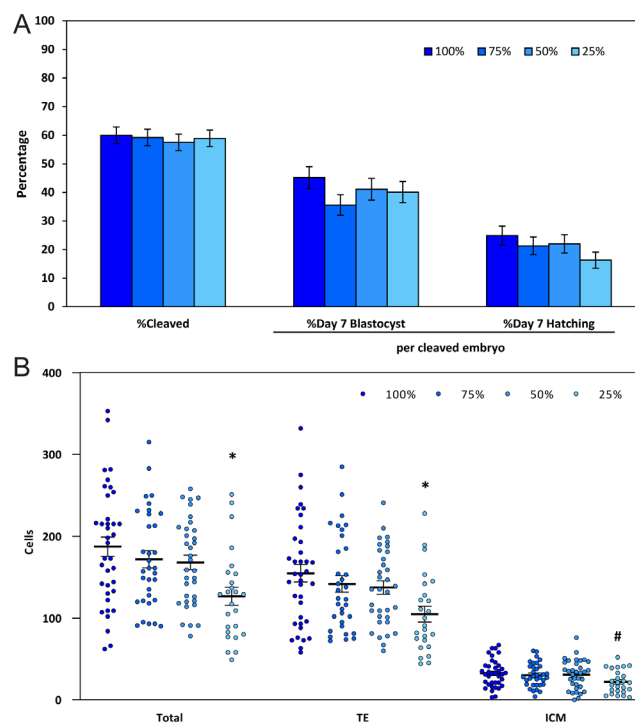 A
100
90
80
70
60
50
40
30
20
10
0
Percentage
100% 75% 50% 25%
%Cleaved %Day 7 Blastocyst %Day 7 Hatching
per cleaved embryo
B
400
300
200
100
0
Cells
100% 75% 50% 25%
*
*
#
Total TE ICM